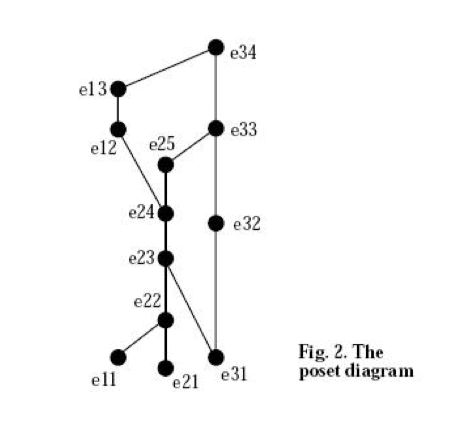 e34
e13
e33
e12
e25
e24
e32
e23
e22
e11
e21
e31
Fig. 2. The
poset diagram